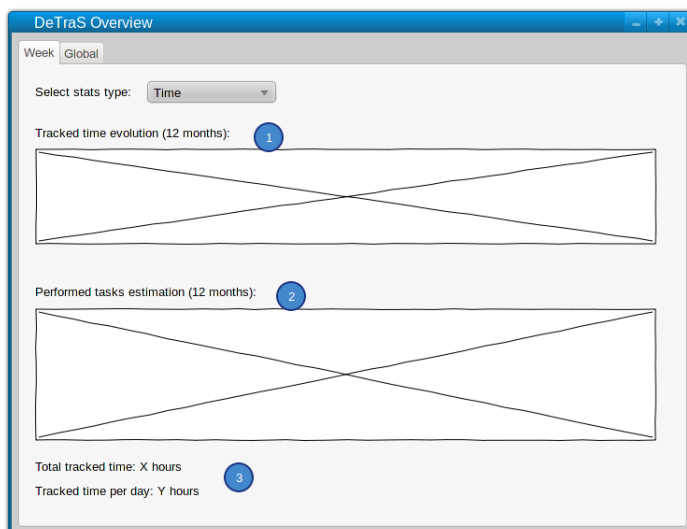 DeTraS Overview
Week Global
Select stats type: Time
Tracked time evolution (12 months): 1
Performed tasks estimation (12 months): 2
Total tracked time: X hours
3
Tracked time per day: Y hours